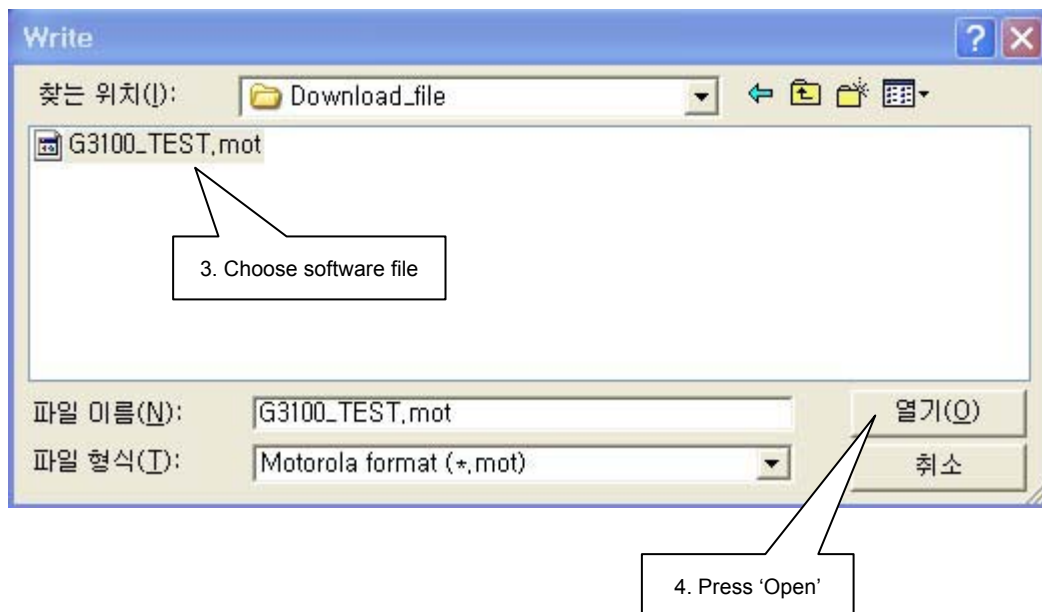 Write
찾는 위치(I):
Download_file
G3100_TEST,mot
3. Choose software file
파일 이름(N):
G3100_TEST,mot
열기(O)
파일 형식(T):
Motorola format (*,mot)
취소
4. Press ‘Open’